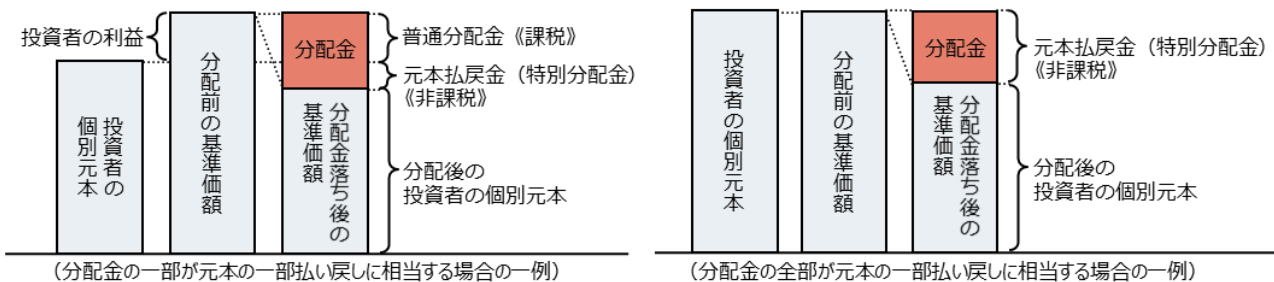 投資者の利益
投資者の
個別元本
分配前の基準価額
分配金
分配金落ち後の
基準価額
普通分配金《課税》
元本払戻金（特別分配金）
《非課税》
分配後の
投資者の個別元本
（分配金の一部が元本の一部払い戻しに相当する場合の一例）
投資者の個別元本
分配前の基準価額
分配金
分配金落ち後の
基準価額
元本払戻金（特別分配金）
《非課税》
分配後の
投資者の個別元本
（分配金の全部が元本の一部払い戻しに相当する場合の一例）